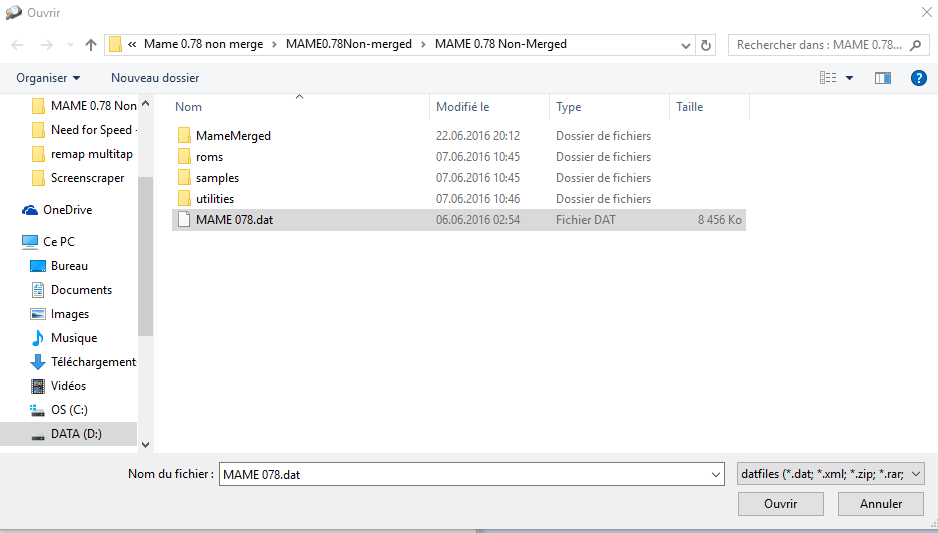 Ouvrir
« Mame 0.78 non merge > MAME0.78Non-merged > MAME 0.78 Non-Merged
Rechercher dans : MAME 0.78...
Organiser
Nouveau dossier
MAME 0.78 Non
Need for Speed -
remap multitap
Screenscraper
OneDrive
Ce PC
Bureau
Documents
Images
Musique
Téléchargement
Vidéos
OS (C:)
DATA (D:)
Nom Modifié le Type Taille
MameMerged 22.06.2016 20:12 Dossier de fichiers
roms 07.06.2016 10:45 Dossier de fichiers
samples 07.06.2016 10:45 Dossier de fichiers
utilities 07.06.2016 10:46 Dossier de fichiers
MAME 078.dat 06.06.2016 02:54 Fichier DAT 8 456 Ko
Nom du fichier : MAME 078.dat
datfiles (*.dat; *.xml; *.zip; *.rar;
Ouvrir
Annuler